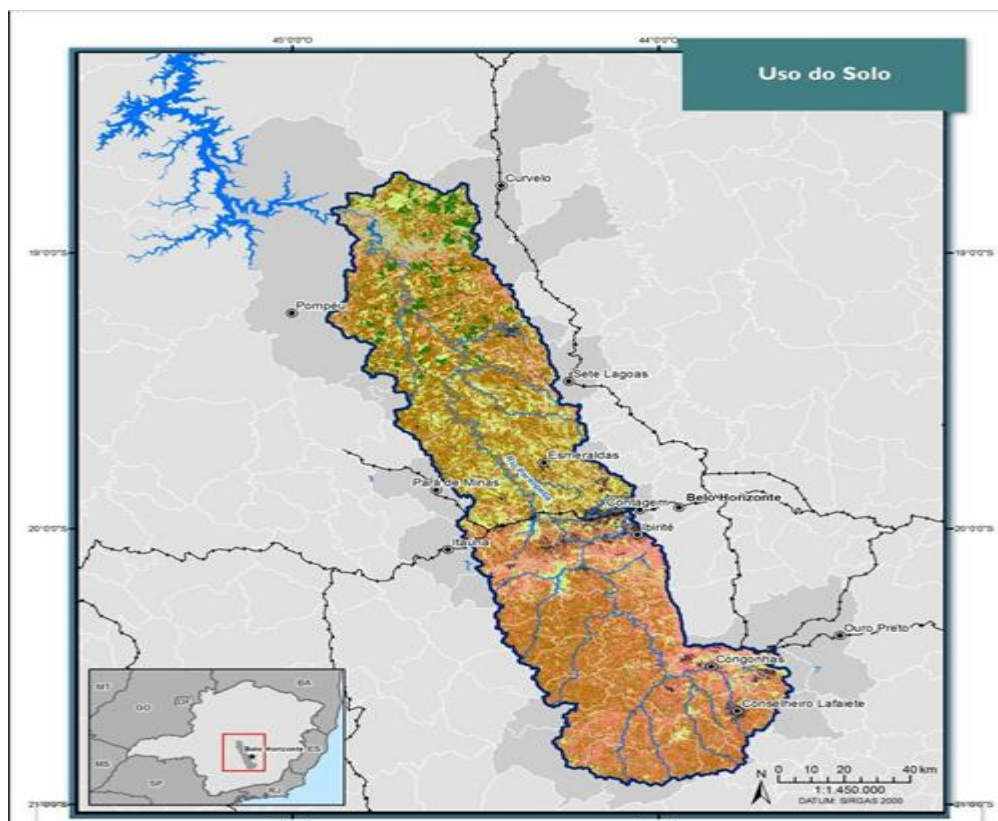 45°0'0"O
44°0'0"O
Uso do Solo
Curvelo
19°0'0"S
19°0'0"S
Pompéu
Sete Lagoas
Esmeraldas
Rio Paraopeba
Pará de Minas
Contagem
Belo Horizonte
20°0'0"S
20°0'0"S
Ibirité
Itaúna
Ouro Preto
Congonhas
Conselheiro Lafaiete
MT
BA
DF
GO
Belo Horizonte
ES
MS
SP
RJ
N
0 10 20 40 km
1:1.450.000
DATUM: SIRGAS 2000
21°0'0"S
21°0'0"S